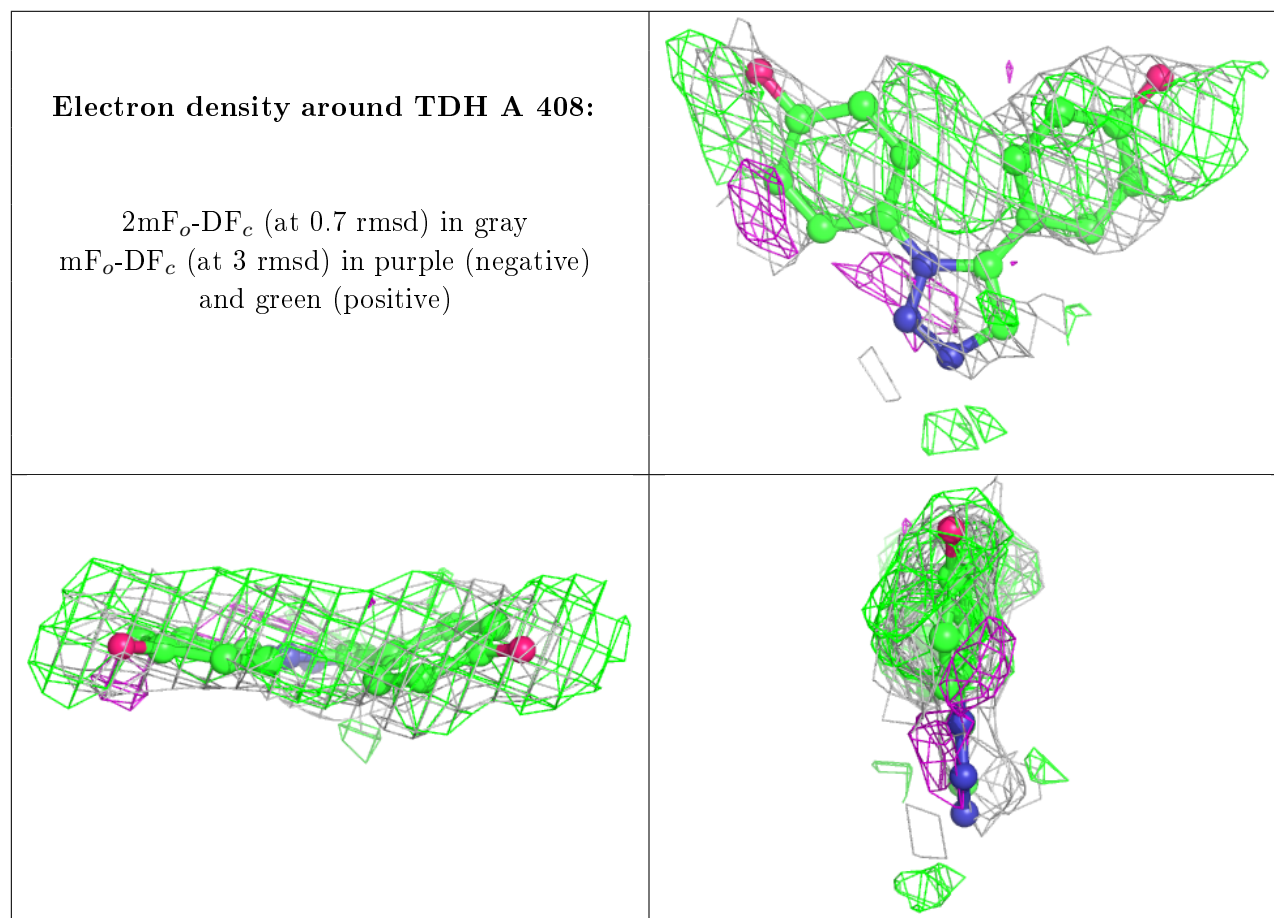 Electron density around TDH A 408:
2mFo-DFc (at 0.7 rmsd) in gray
mFo-DFc (at 3 rmsd) in purple (negative)
and green (positive)